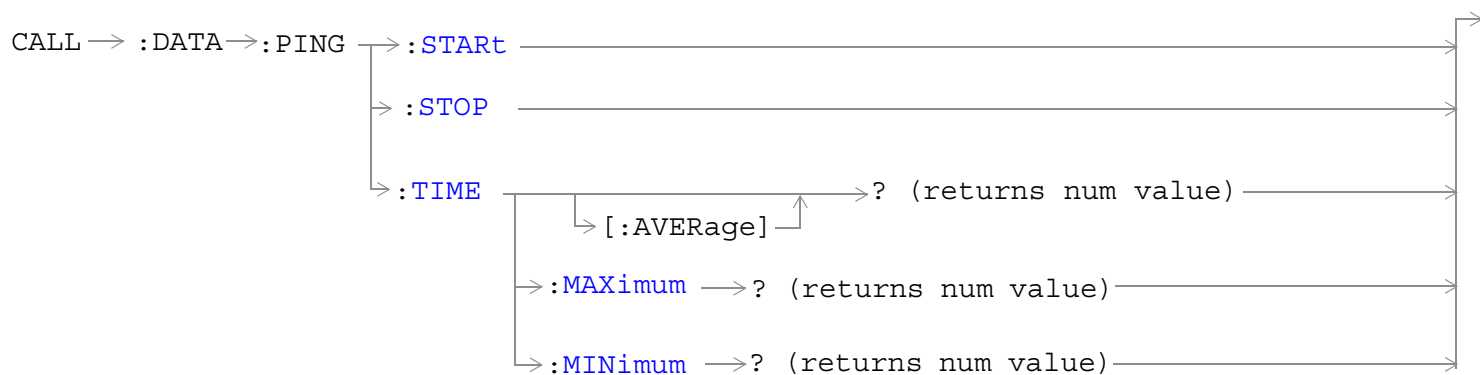 CALL :DATA :PING :STARt
:STOP
:TIME ? (returns num value)
[:AVERage]
:MAXimum ? (returns num value)
:MINimum ? (returns num value)